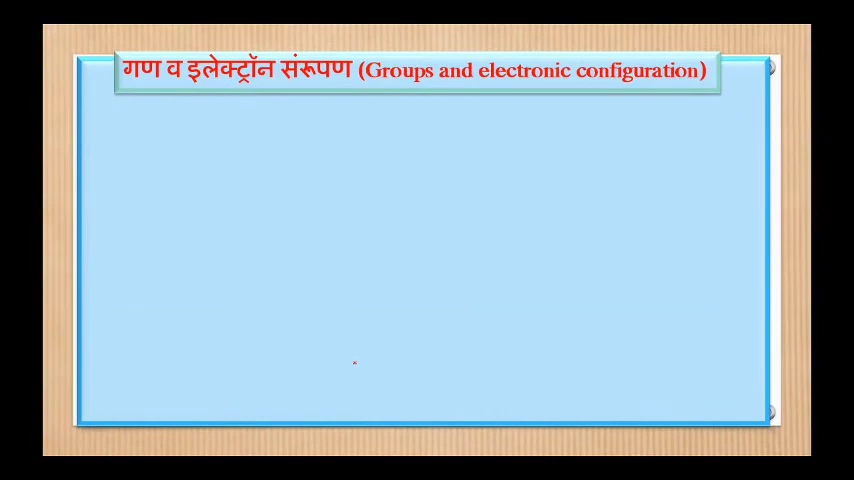 गण व इलेक्ट्रॉन संरूपण (Groups and electronic configuration)